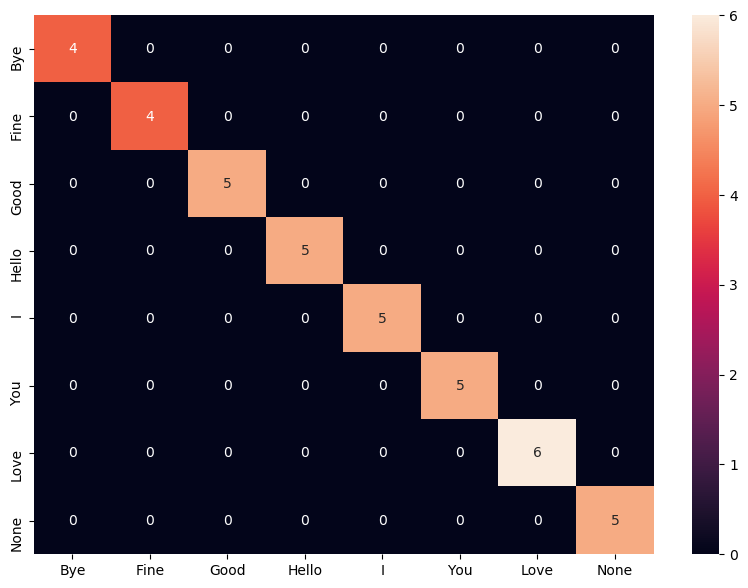 Bye 4 0 0 0 0 0 0 0
Fine 0 4 0 0 0 0 0 0
Good 0 0 5 0 0 0 0 0
Hello 0 0 0 5 0 0 0 0
I 0 0 0 0 5 0 0 0
You 0 0 0 0 0 5 0 0
Love 0 0 0 0 0 0 6 0
None 0 0 0 0 0 0 0 5
Bye Fine Good Hello I You Love None
6
5
4
3
2
1
0